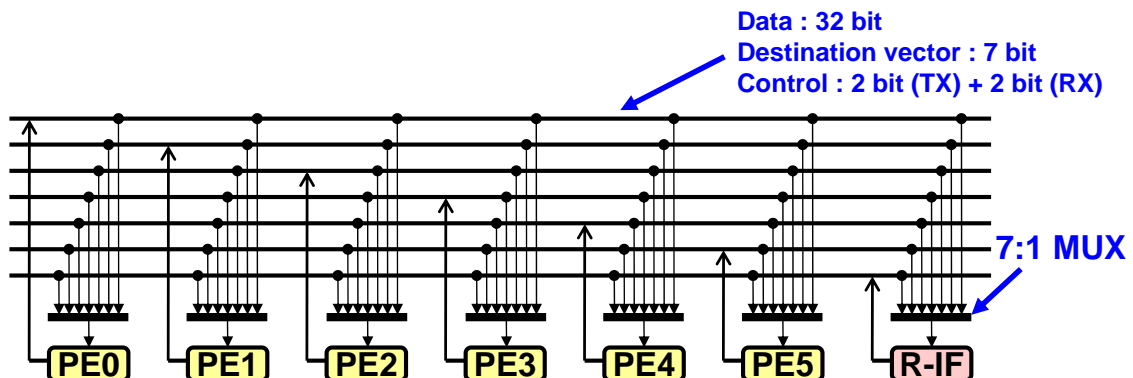 Data : 32 bit
Destination vector : 7 bit
Control : 2 bit (TX) + 2 bit (RX)
7:1 MUX
PE0 PE1 PE2 PE3 PE4 PE5 R-IF